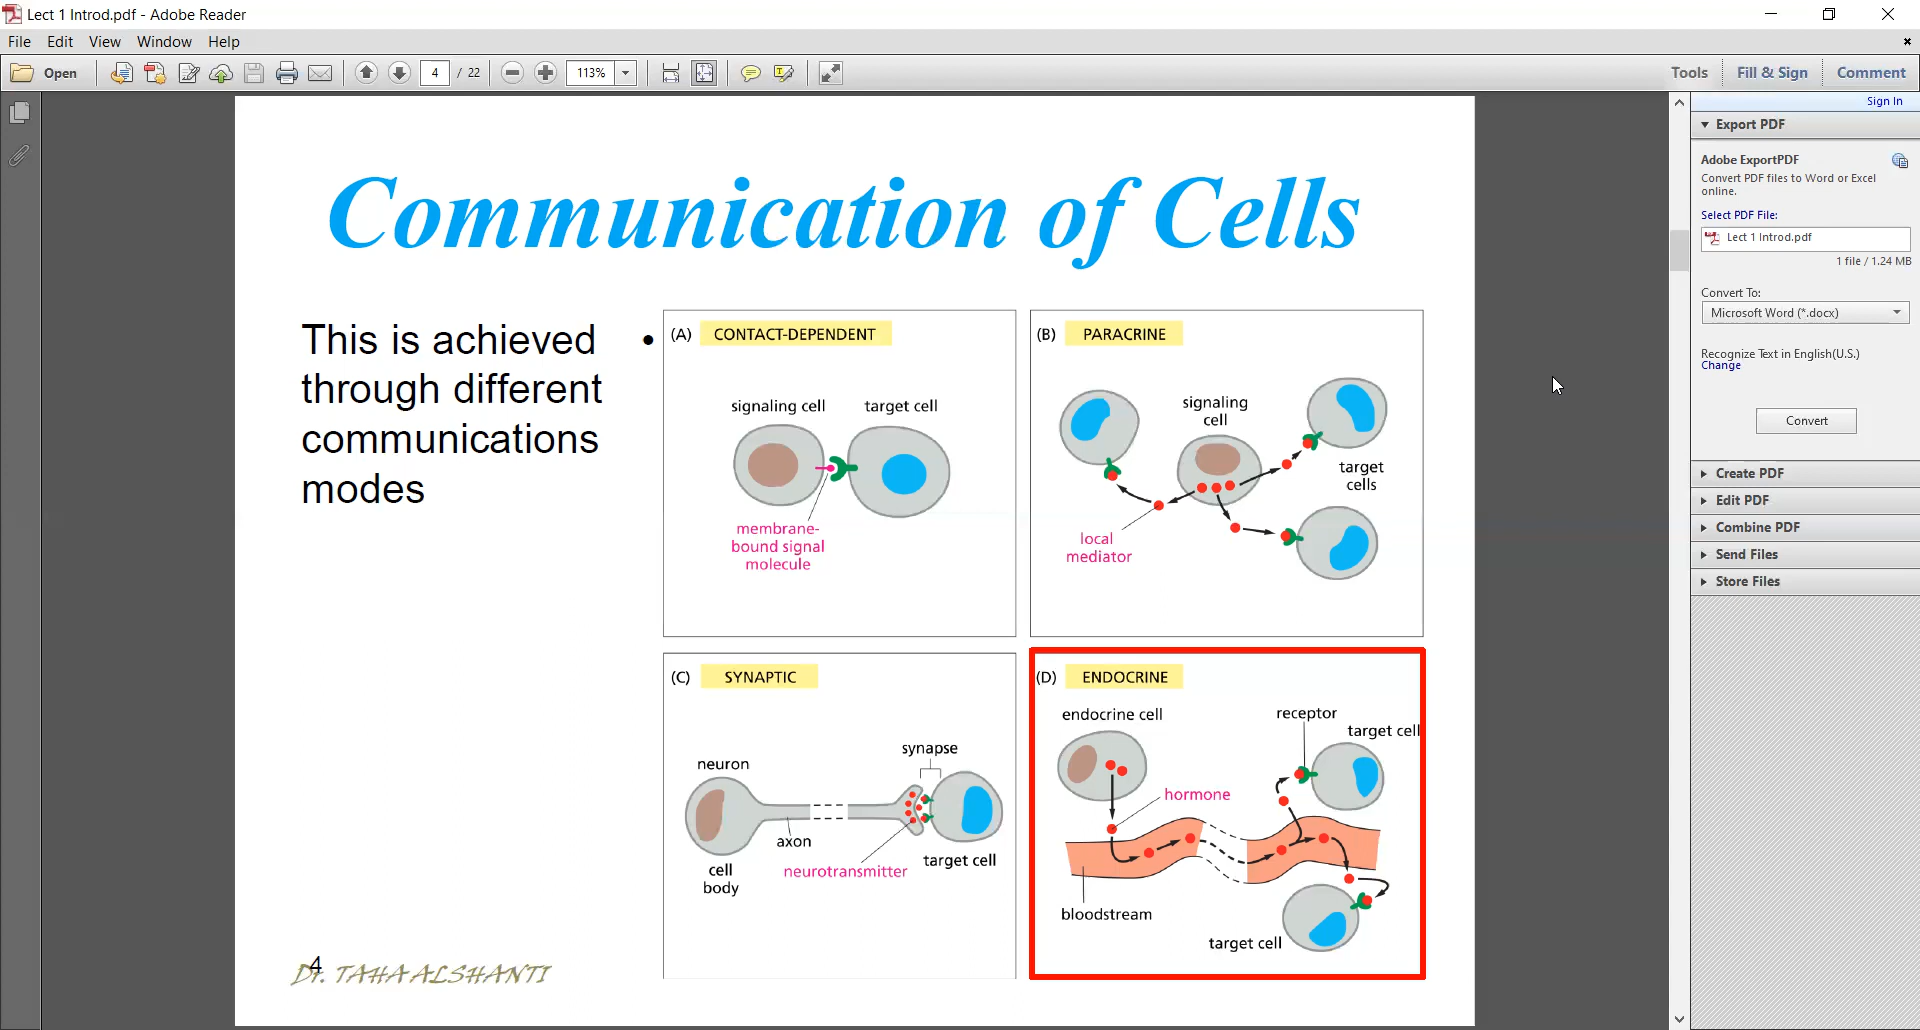 Lect 1 Introd.pdf - Adobe Reader
File Edit View Window Help
Open 4 / 22 113% Tools Fill & Sign Comment
Sign In
Export PDF
Adobe ExportPDF
Convert PDF files to Word or Excel
online.
Select PDF File:
Lect 1 Introd.pdf
1 file / 1.24 MB
Convert To:
Microsoft Word (*.docx)
Recognize Text in English(U.S.)
Change
Convert
Create PDF
Edit PDF
Combine PDF
Send Files
Store Files
Communication of Cells
This is achieved •
through different
communications
modes
(A) CONTACT-DEPENDENT
signaling cell target cell
membrane-
bound signal
molecule
(B) PARACRINE
signaling
cell
target
cells
local
mediator
(C) SYNAPTIC
synapse
neuron
axon
cell
body
neurotransmitter
target cell
(D) ENDOCRINE
endocrine cell
receptor
target cell
hormone
bloodstream
target cell
4
Dr. TAHA ALSHANTI